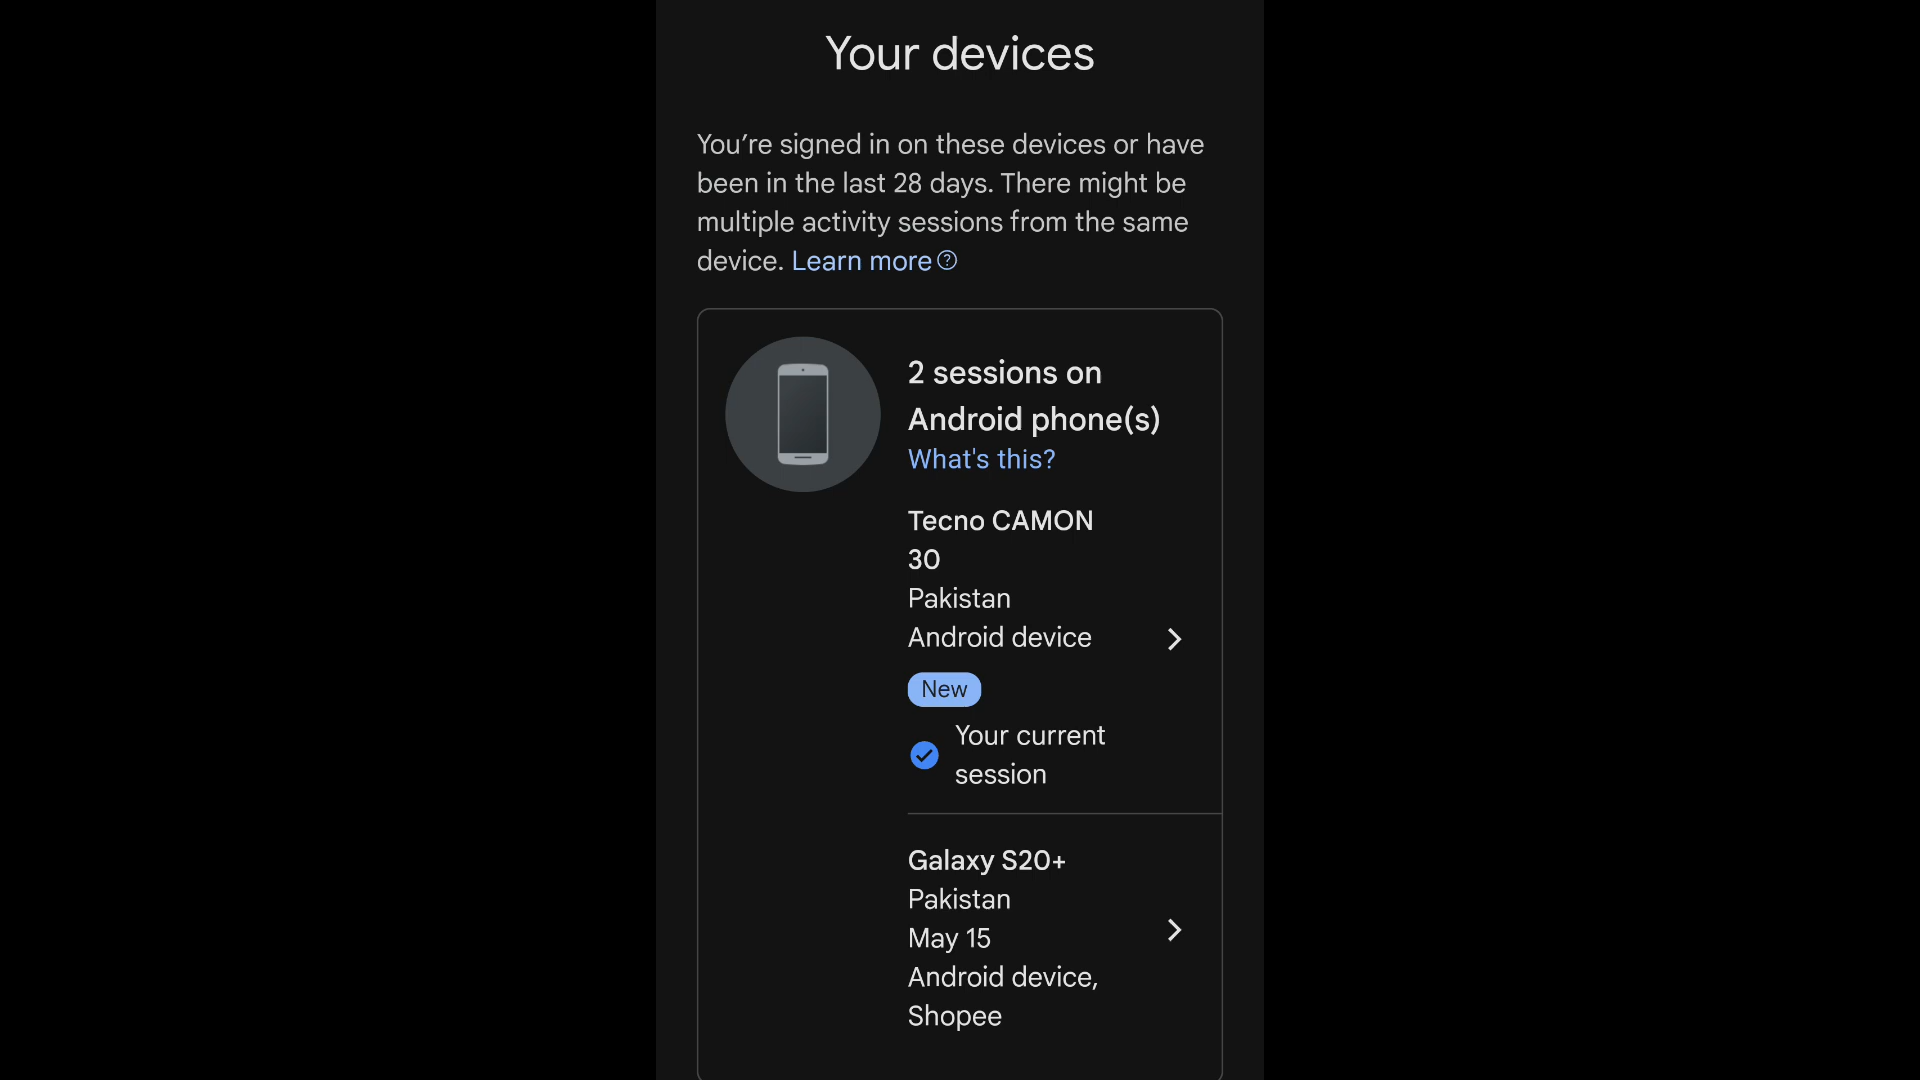 Your devices
You’re signed in on these devices or have
been in the last 28 days. There might be
multiple activity sessions from the same
device. Learn more
2 sessions on
Android phone(s)
What's this?
Tecno CAMON
30
Pakistan
Android device
New
Your current
session
Galaxy S20+
Pakistan
May 15
Android device,
Shopee